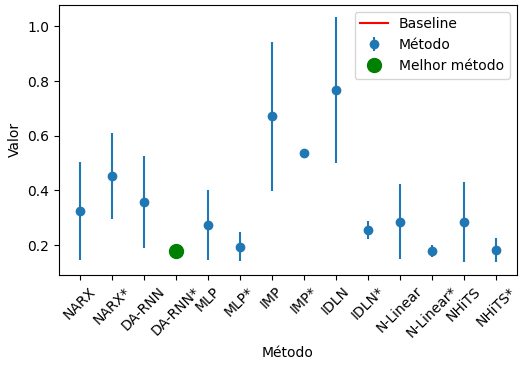 Baseline
Método
Melhor método
Valor
1.0
0.8
0.6
0.4
0.2
NARX
NARX*
DA-RNN
DA-RNN*
MLP
MLP*
IMP
IMP*
IDLN
IDLN*
N-Linear
N-Linear*
NHiTS
NHiTS*
Método